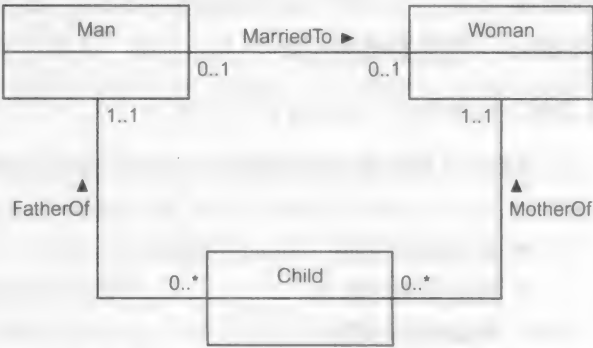 Man
MarriedTo ►
Woman
0..1
0..1
1..1
1..1
▲
FatherOf
▲
MotherOf
0..*
Child
0..*